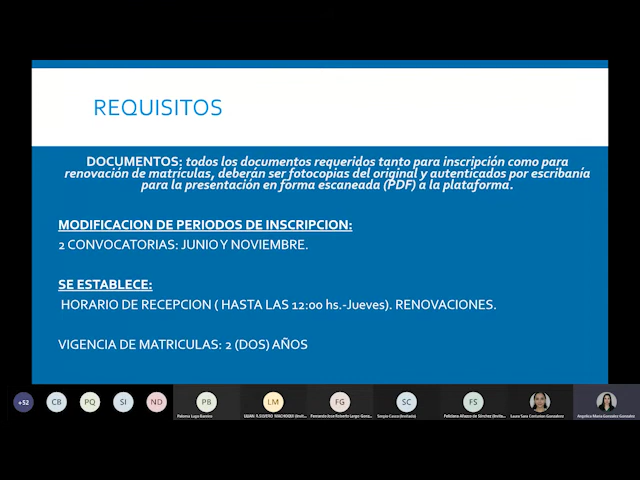 REQUISITOS
DOCUMENTOS: todos los documentos requeridos tanto para inscripción como para
renovación de matrículas, deberán ser fotocopias del original y autenticados por escribanía
para la presentación en forma escaneada (PDF) a la plataforma.
MODIFICACION DE PERIODOS DE INSCRIPCION:
2 CONVOCATORIAS: JUNIO Y NOVIEMBRE.
SE ESTABLECE:
HORARIO DE RECEPCION ( HASTA LAS 12:00 hs.-Jueves). RENOVACIONES.
VIGENCIA DE MATRICULAS: 2 (DOS) AÑOS
+52 CB PQ SI ND PB LM FG SC FS